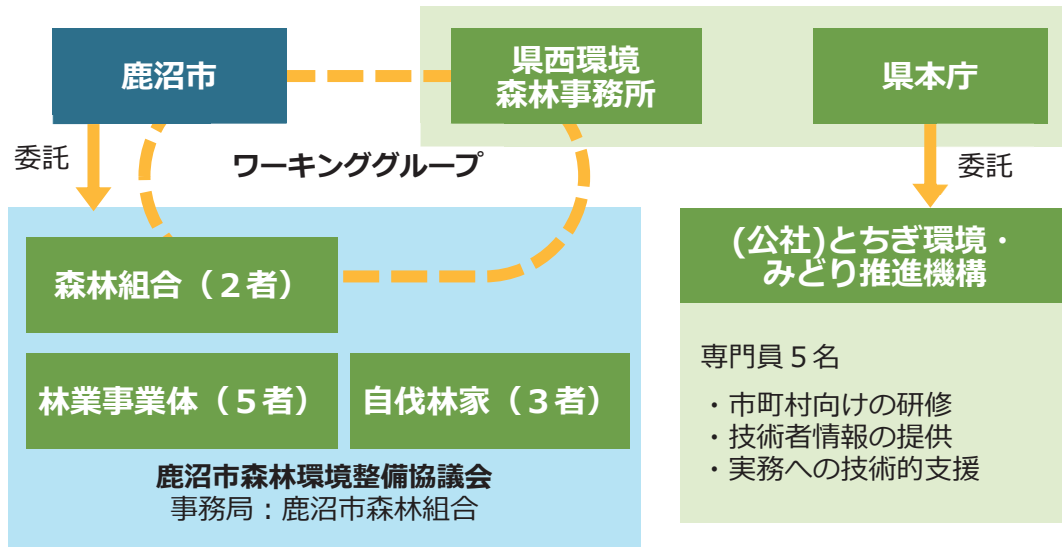 鹿沼市
県西環境
森林事務所
県本庁
委託
ワーキンググループ
委託
森林組合（２者）
林業事業体（５者）
自伐林家（３者）
鹿沼市森林環境整備協議会
事務局：鹿沼市森林組合
(公社)とちぎ環境・
みどり推進機構
専門員５名
・市町村向けの研修
・技術者情報の提供
・実務への技術的支援